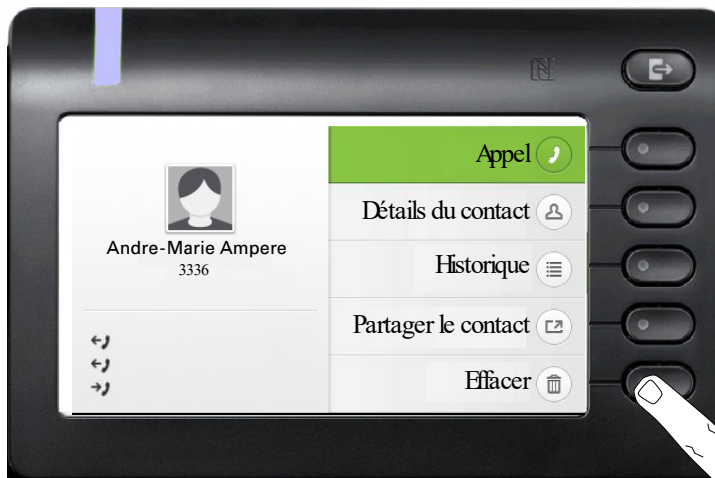 Andre-Marie Ampere
3336
Appel
Détails du contact
Historique
Partager le contact
Effacer